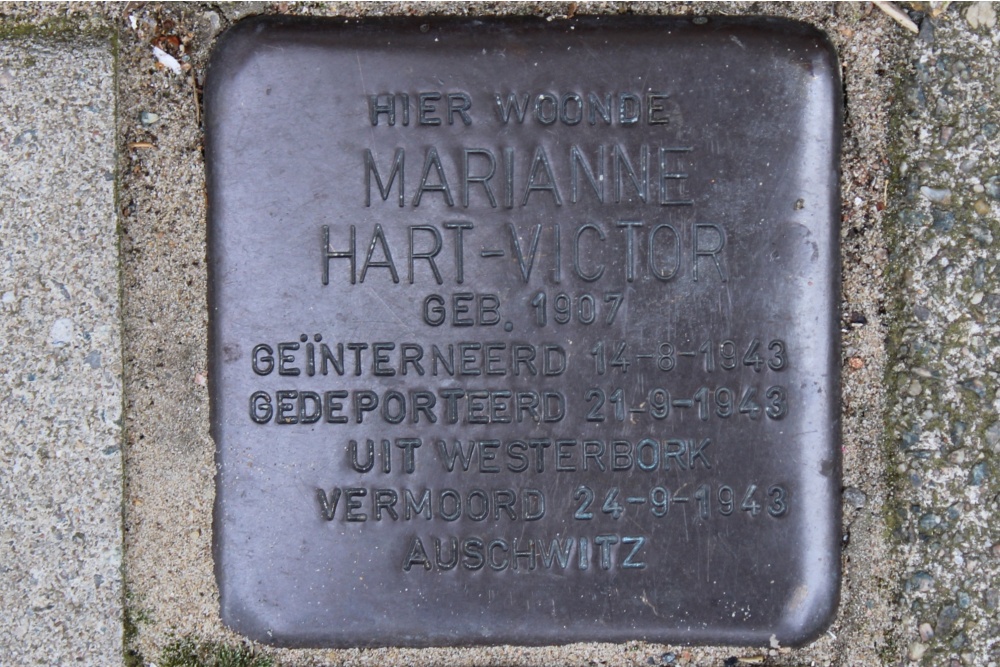 HIER WOONDE
MARIANNE
HART-VICTOR
GEB. 1907
GEÏNTERNEERD 14-8-1943
GEDEPORTEERD 21-9-1943
UIT WESTERBORK
VERMOORD 24-9-1943
AUSCHWITZ